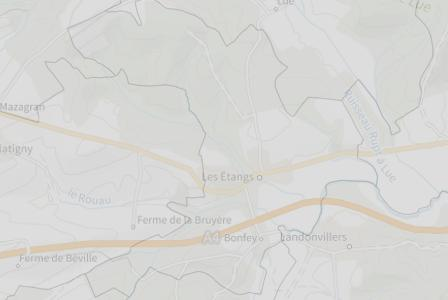 Lue
Lue
Mazagran
Ruisseau Rupt à Lue
latigny
Les Étangs
le Rouau
Ferme de la Bruyère
A4
Bonfey
Landonvillers
Ferme de Béville